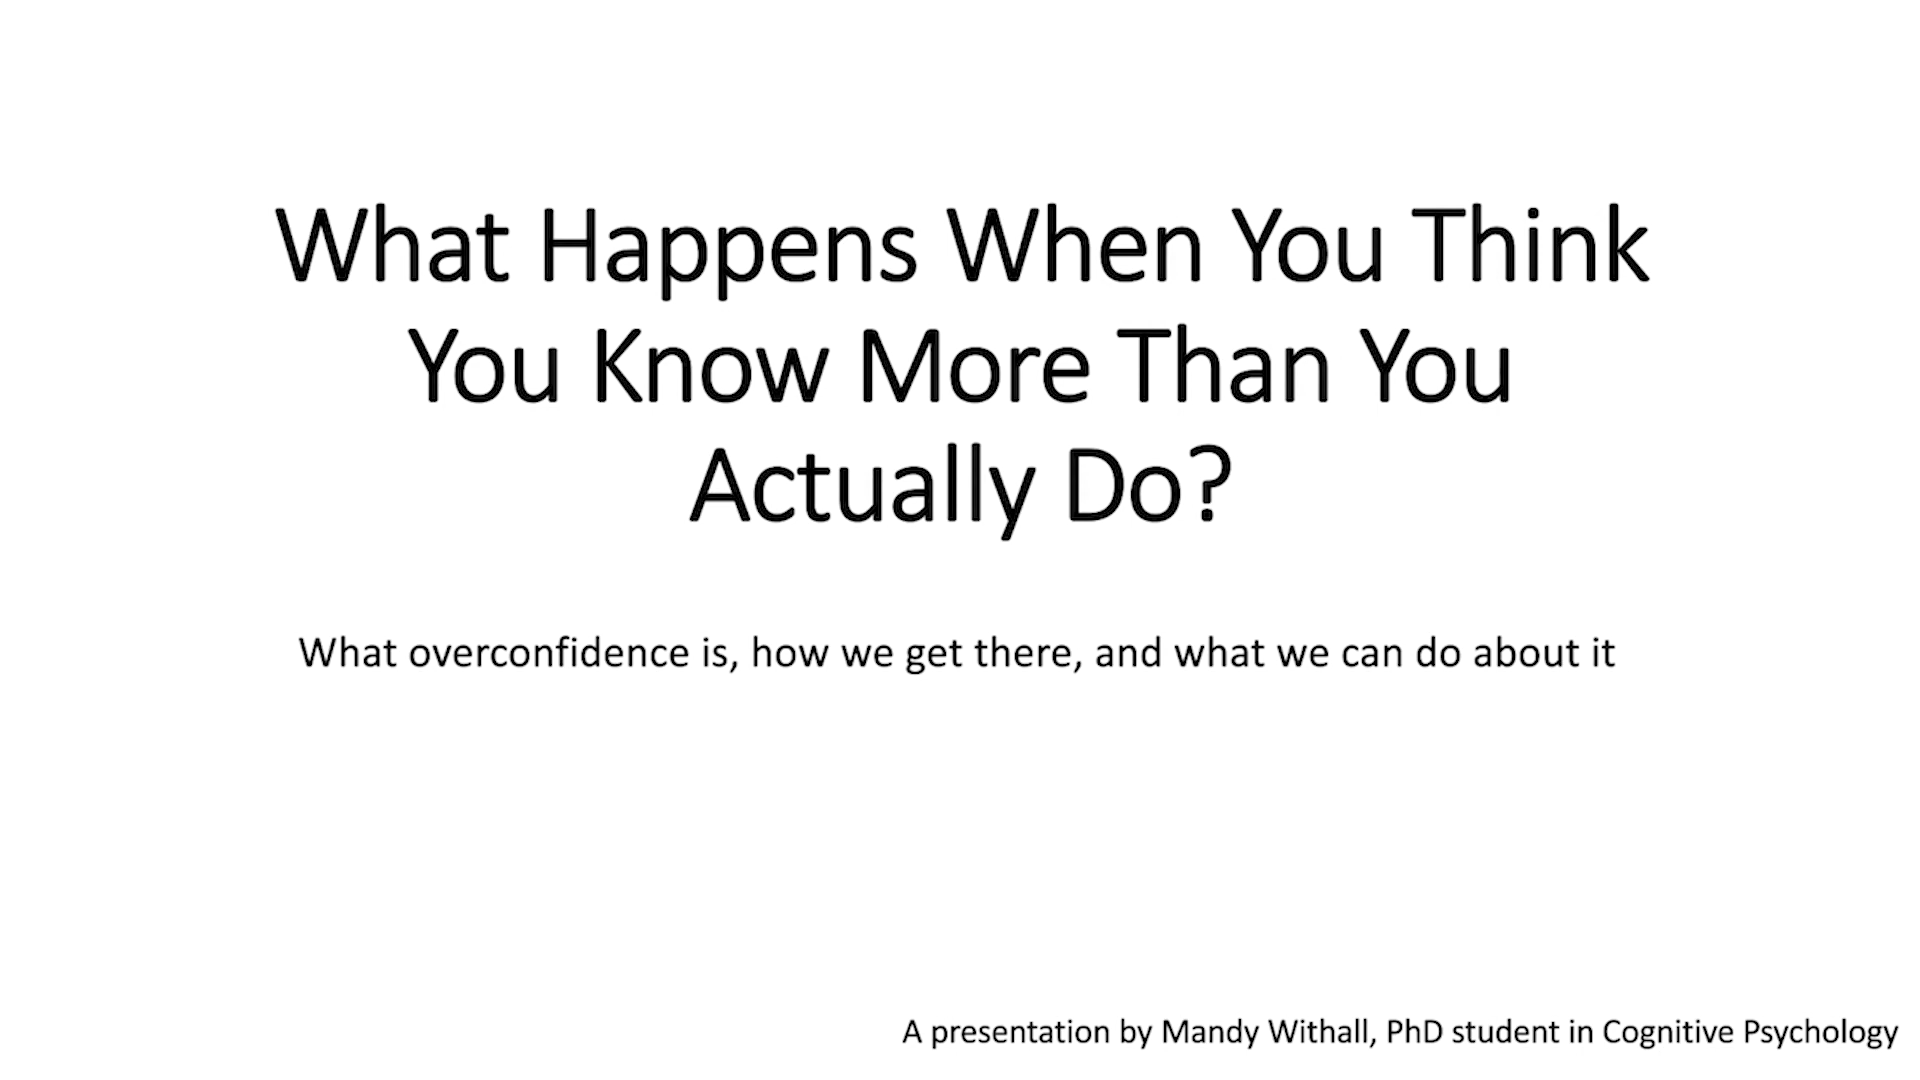 What Happens When You Think
You Know More Than You
Actually Do?
What overconfidence is, how we get there, and what we can do about it
A presentation by Mandy Withall, PhD student in Cognitive Psychology